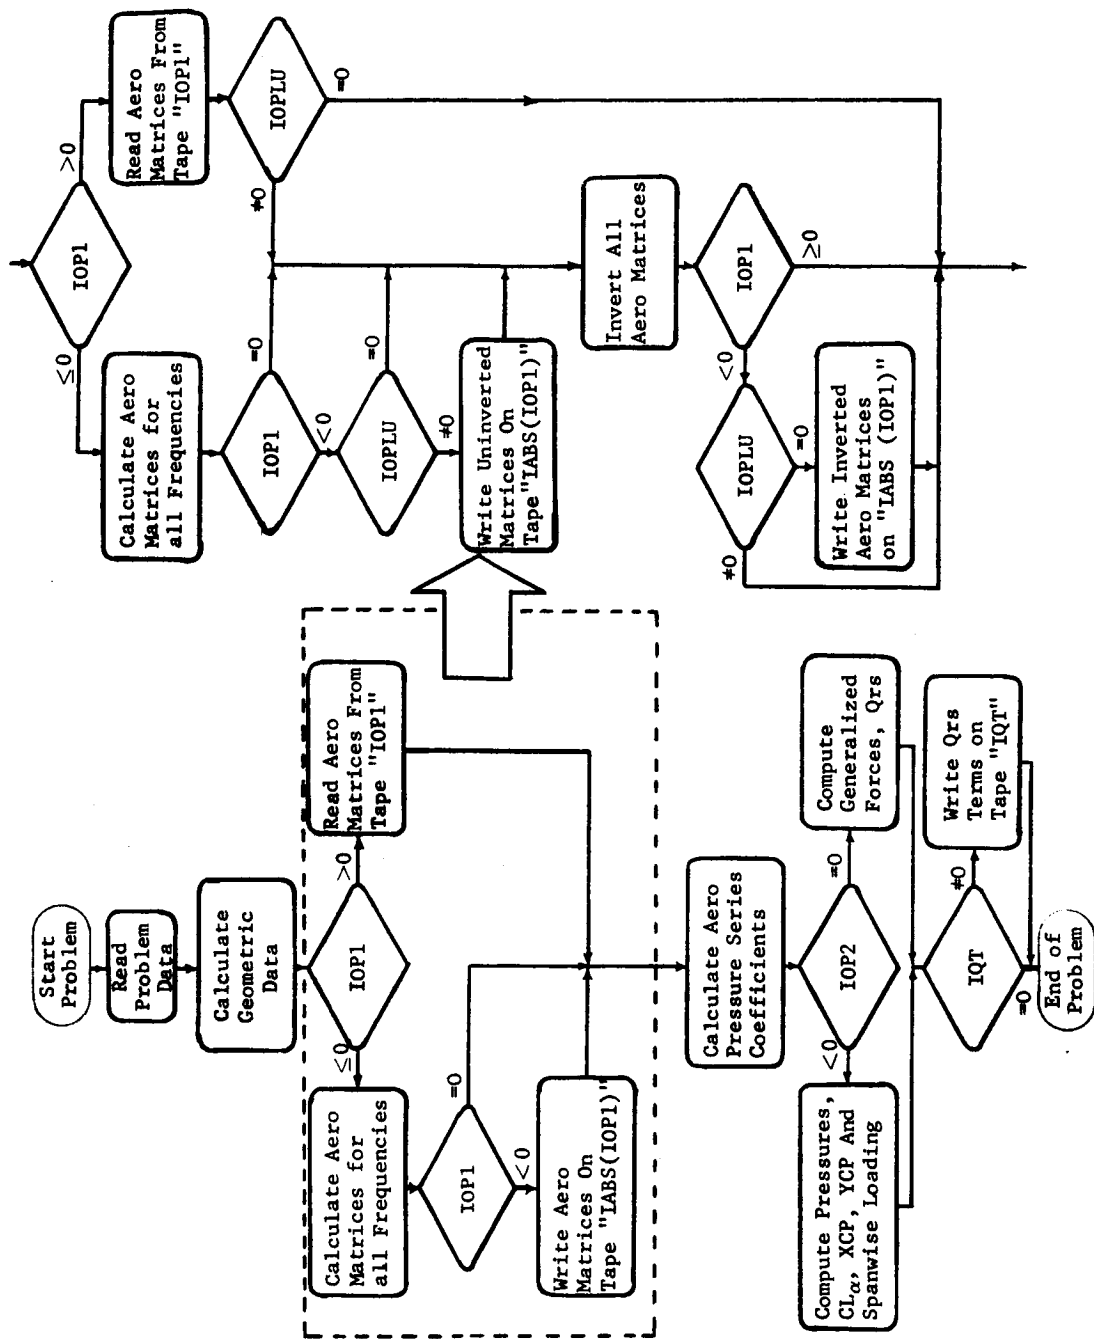 Start
Problem
Read
Problem
Data
Calculate
Geometric
Data
IOP1
≤0
>0
Calculate Aero
Matrices for
all Frequencies
Read Aero
Matrices From
Tape "IOP1"
IOP1
=0
<0
Write Aero
Matrices On
Tape "IABS(IOP1)"
Calculate Aero
Pressure Series
Coefficients
IOP2
<0
=0
Compute Pressures,
CLα, XCP, YCP And
Spanwise Loading
Compute
Generalized
Forces, Qrs
IQT
≠0
=0
Write Qrs
Terms on
Tape "IQT"
End of
Problem
IOP1
≤0
>0
Calculate Aero
Matrices for
all Frequencies
Read Aero
Matrices From
Tape "IOP1"
IOP1
=0
<0
IOPLU
≠0
=0
IOPLU
=0
≠0
Write Uninverted
Matrices On
Tape"IABS(IOP1)"
Invert All
Aero Matrices
IOP1
<0
≥0
IOPLU
≠0
=0
Write Inverted
Aero Matrices
on "IABS (IOP1)"